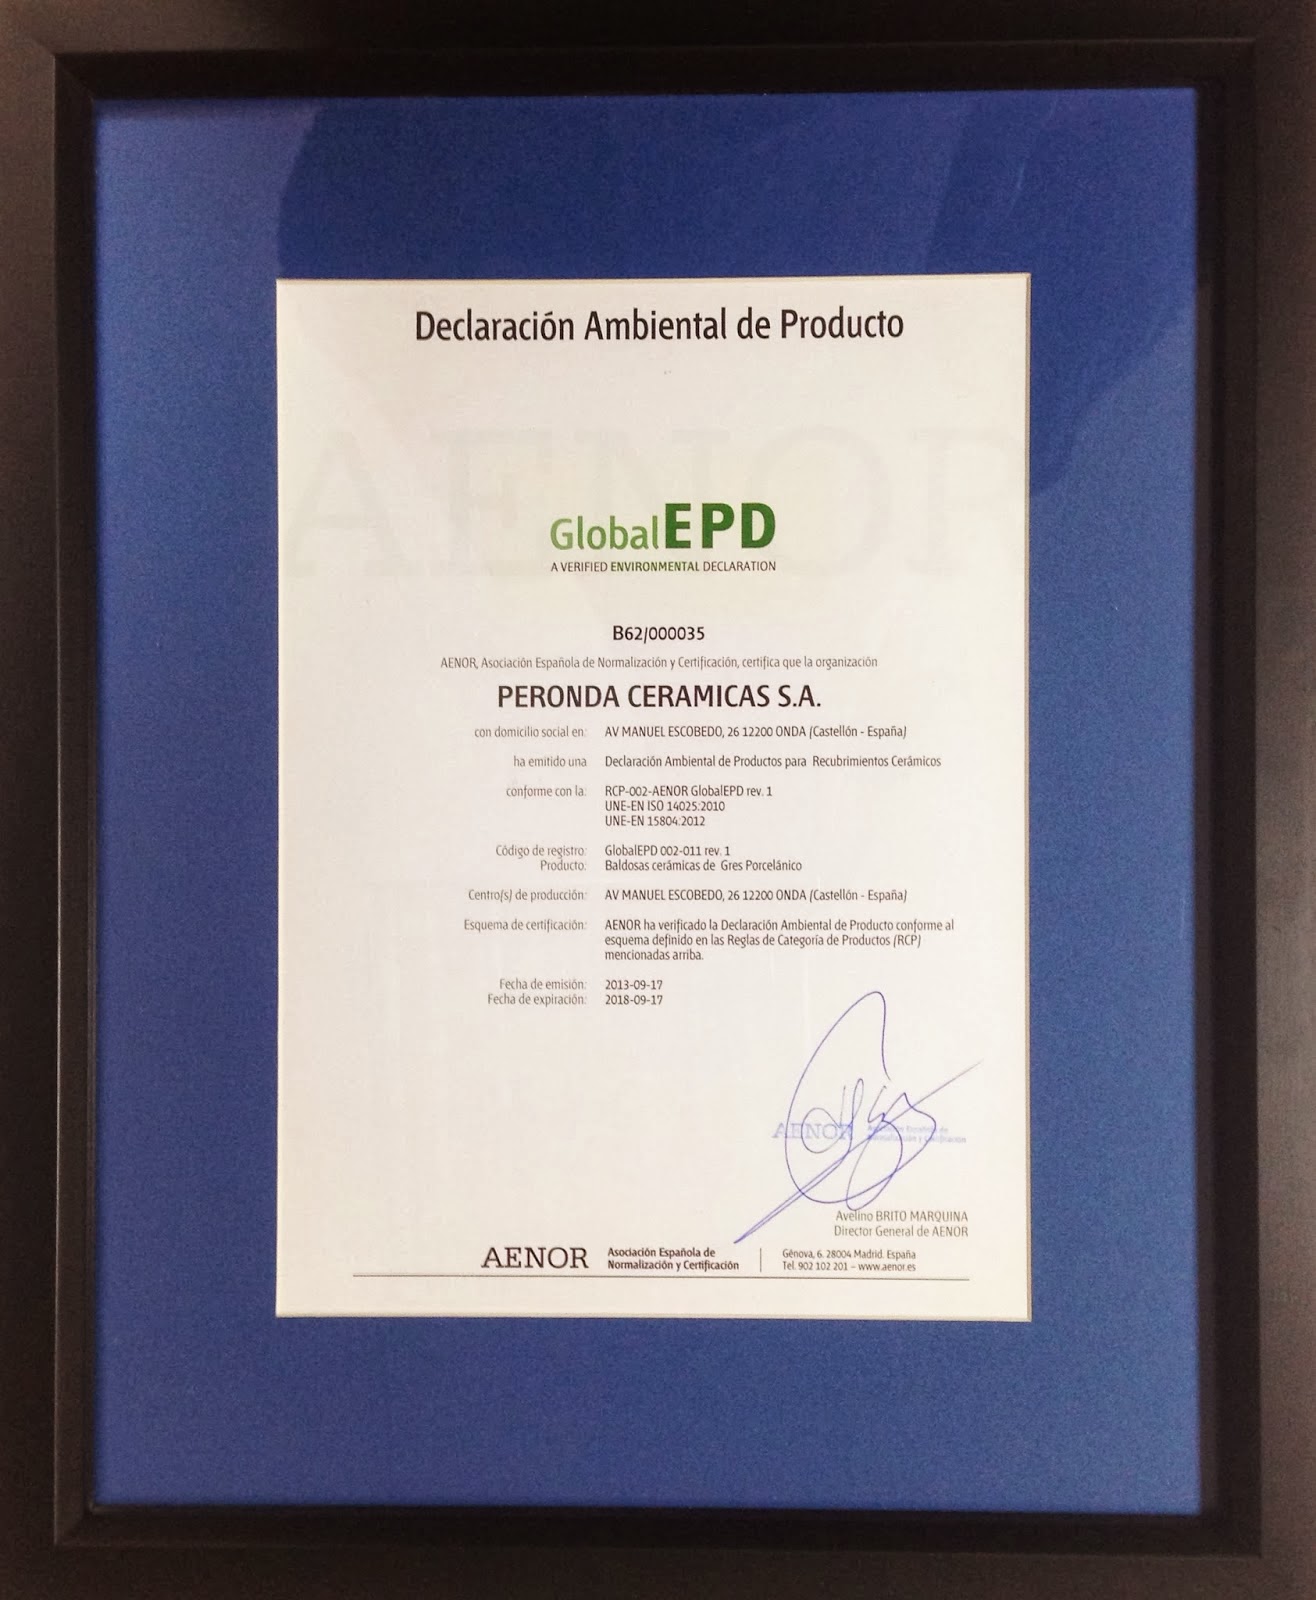 Declaración Ambiental de Producto
AENOR
GlobalEPD
A VERIFIED ENVIRONMENTAL DECLARATION
B62/000035
AENOR, Asociación Española de Normalización y Certificación, certifica que la organización
PERONDA CERAMICAS S.A.
con domicilio social en: AV MANUEL ESCOBEDO, 26 12200 ONDA (Castellón - España)
ha emitido una Declaración Ambiental de Productos para Recubrimientos Cerámicos
conforme con la: RCP-002-AENOR GlobalEPD rev. 1
UNE-EN ISO 14025:2010
UNE-EN 15804:2012
Código de registro: GlobalEPD 002-011 rev. 1
Producto: Baldosas cerámicas de Gres Porcelánico
Centro(s) de producción: AV MANUEL ESCOBEDO, 26 12200 ONDA (Castellón - España)
Esquema de certificación: AENOR ha verificado la Declaración Ambiental de Producto conforme al
esquema definido en las Reglas de Categoría de Productos (RCP)
mencionadas arriba.
Fecha de emisión: 2013-09-17
Fecha de expiración: 2018-09-17
AENOR Asociación Española de
Normalización y Certificación
Avelino BRITO MARQUINA
Director General de AENOR
AENOR Asociación Española de
Normalización y Certificación
Génova, 6. 28004 Madrid. España
Tel. 902 102 201 – www.aenor.es